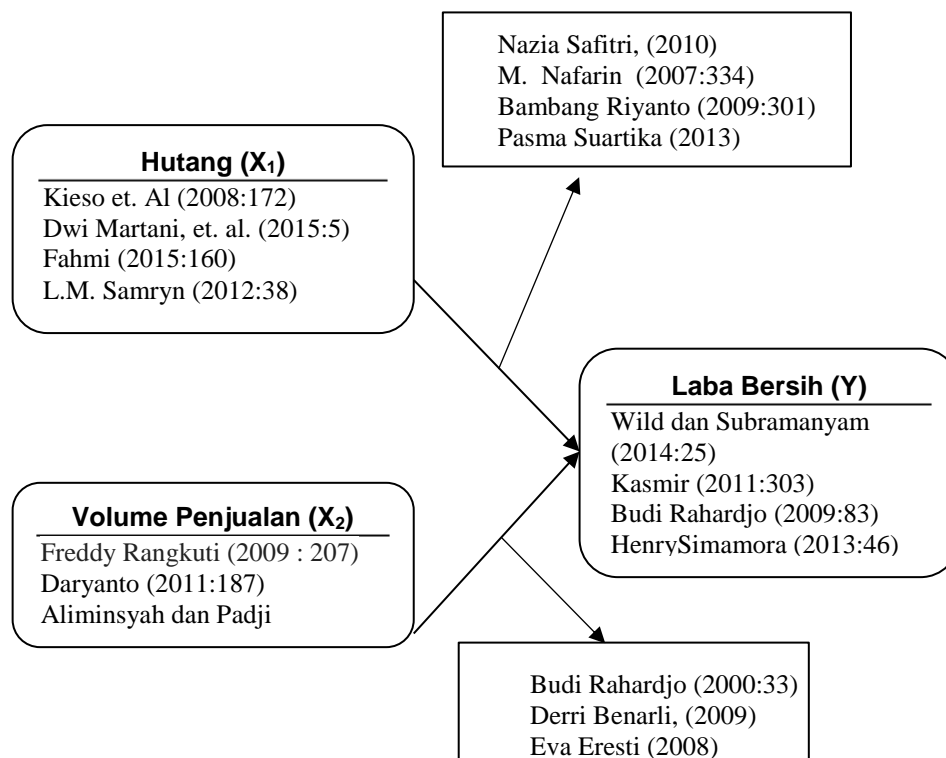 Nazia Safitri, (2010)
M. Nafarin (2007:334)
Bambang Riyanto (2009:301)
Pasma Suartika (2013)
Hutang (X₁)
Kieso et. Al (2008:172)
Dwi Martani, et. al. (2015:5)
Fahmi (2015:160)
L.M. Samryn (2012:38)
Laba Bersih (Y)
Wild dan Subramanyam
(2014:25)
Kasmir (2011:303)
Budi Rahardjo (2009:83)
HenrySimamora (2013:46)
Volume Penjualan (X₂)
Freddy Rangkuti (2009 : 207)
Daryanto (2011:187)
Aliminsyah dan Padji
Budi Rahardjo (2000:33)
Derri Benarli, (2009)
Eva Eresti (2008)